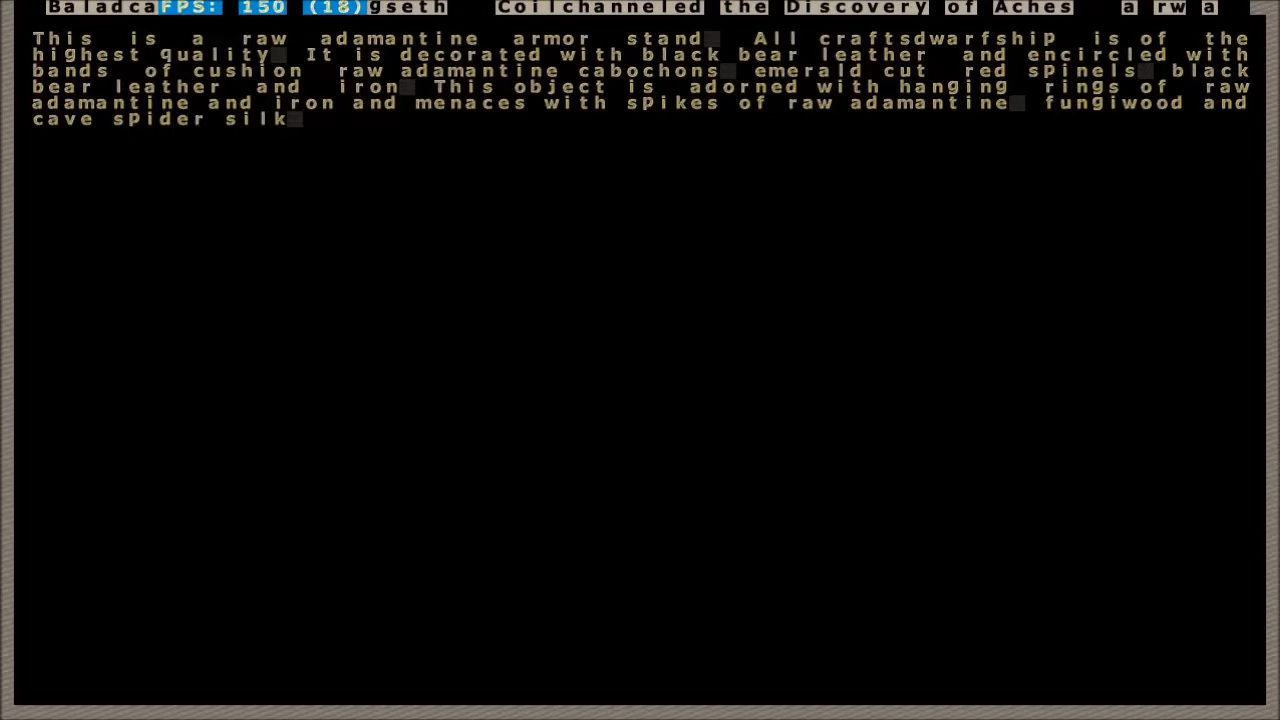 Baladca FPS: 150 (18) gseth Coilchanneled the Discovery of Aches a rw a
This is a raw adamantine armor stand All craftsdwarfship is of the
highest quality It is decorated with black bear leather and encircled with
bands of cushion raw adamantine cabochons emerald cut red spinels black
bear leather and iron This object is adorned with hanging rings of raw
adamantine and iron and menaces with spikes of raw adamantine fungiwood and
cave spider silk